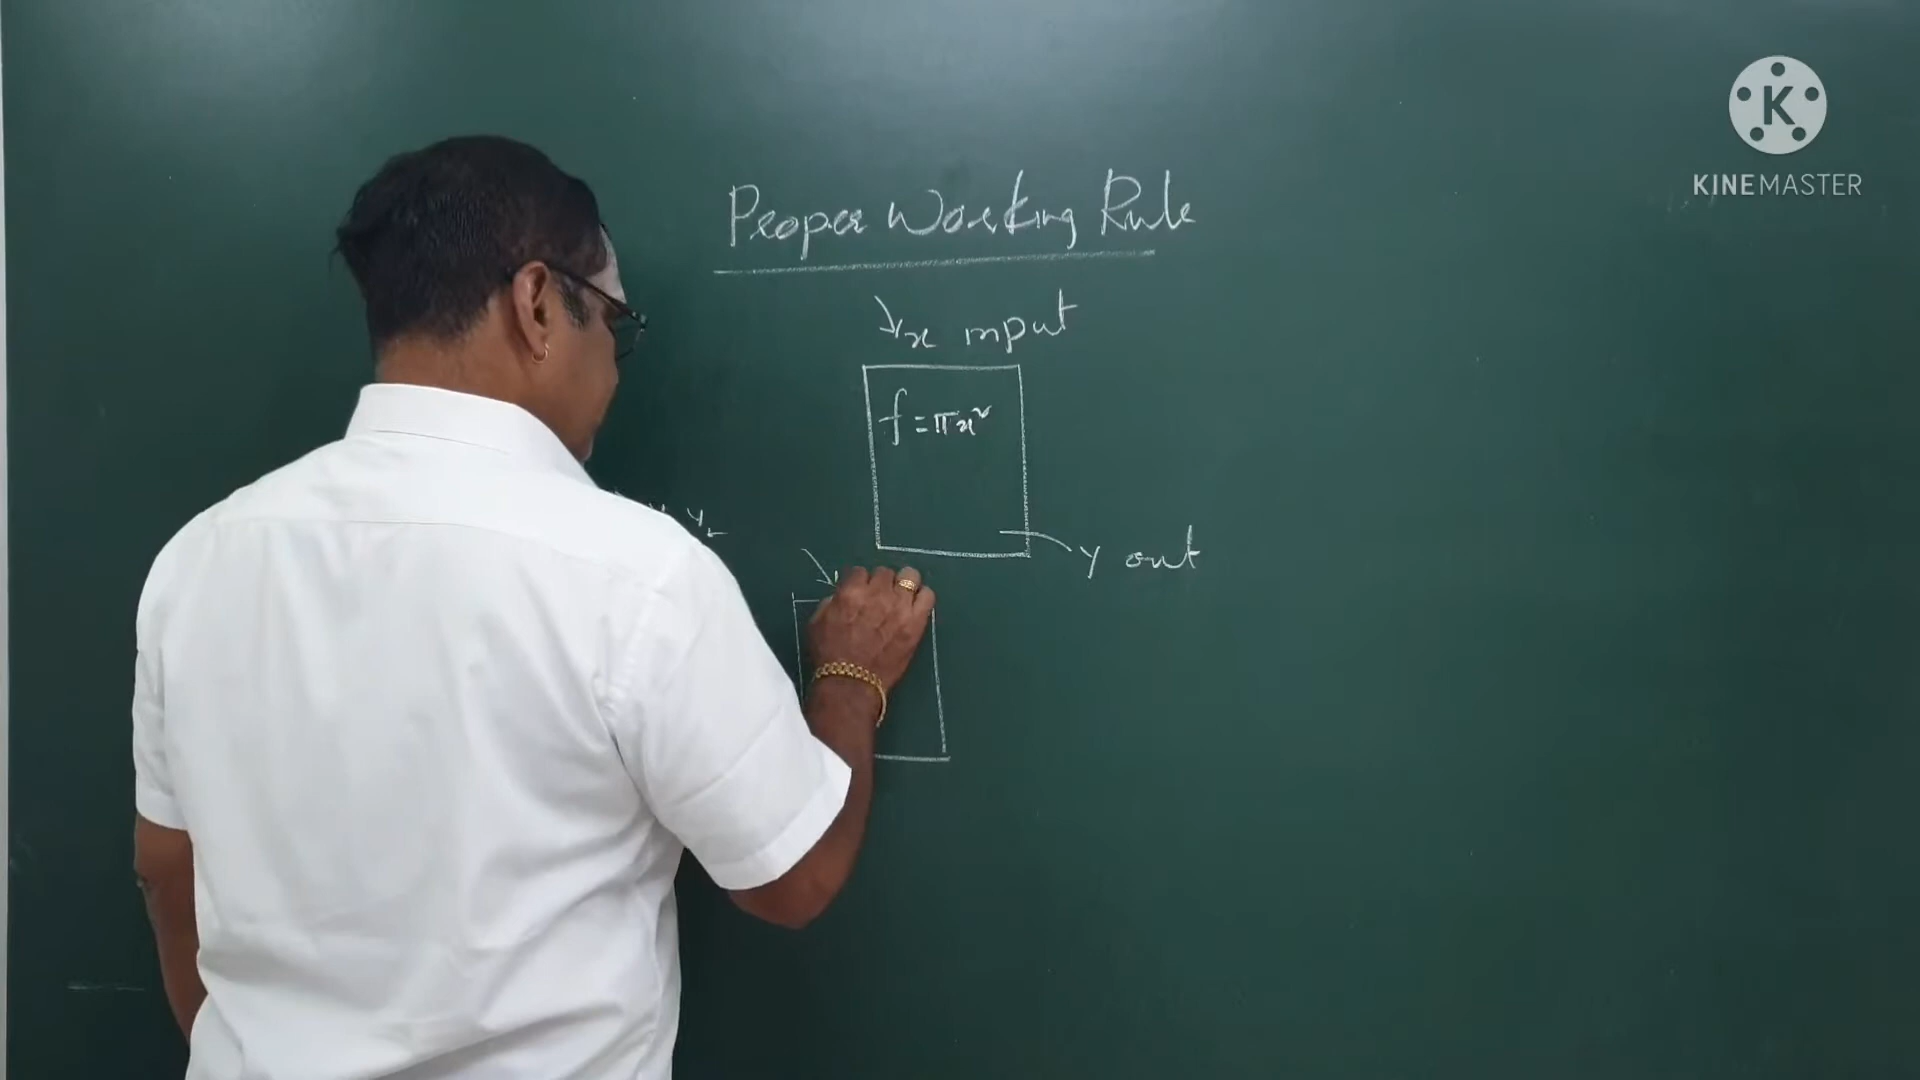 KINEMASTER
Proper Working Rule
x input
f = πx²
y out